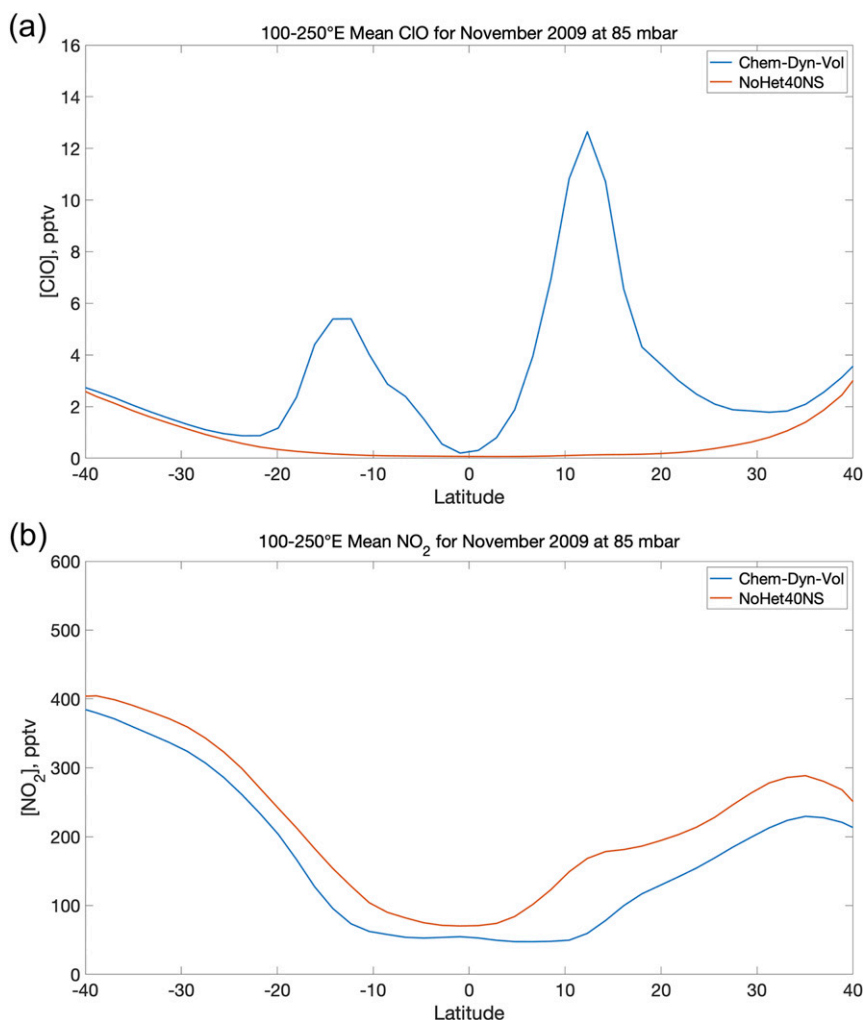 (a)
100-250°E Mean ClO for November 2009 at 85 mbar
Chem-Dyn-Vol
NoHet40NS
[ClO], pptv
16
14
12
10
8
6
4
2
0
-40 -30 -20 -10 0 10 20 30 40
Latitude
(b)
100-250°E Mean NO2 for November 2009 at 85 mbar
Chem-Dyn-Vol
NoHet40NS
[NO2], pptv
600
500
400
300
200
100
0
-40 -30 -20 -10 0 10 20 30 40
Latitude